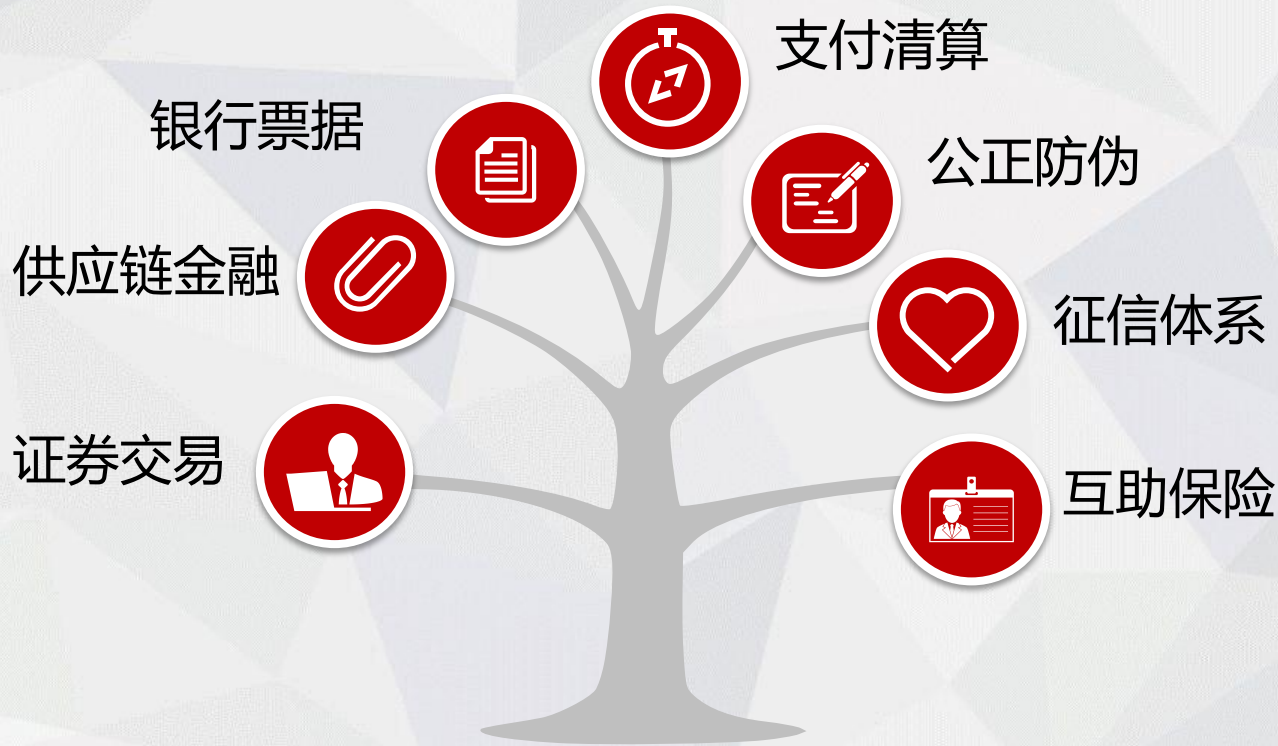 支付清算
银行票据
公正防伪
供应链金融
征信体系
证券交易
互助保险